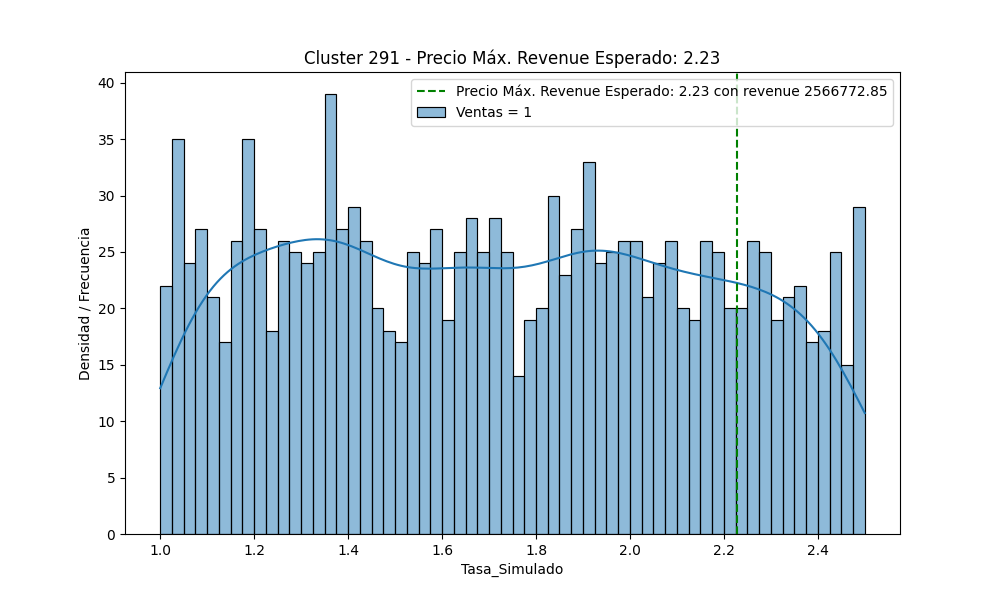 Cluster 291 - Precio Máx. Revenue Esperado: 2.23
Precio Máx. Revenue Esperado: 2.23 con revenue 2566772.85
Ventas = 1
Densidad / Frecuencia
40
35
30
25
20
15
10
5
0
1.0 1.2 1.4 1.6 1.8 2.0 2.2 2.4
Tasa_Simulado